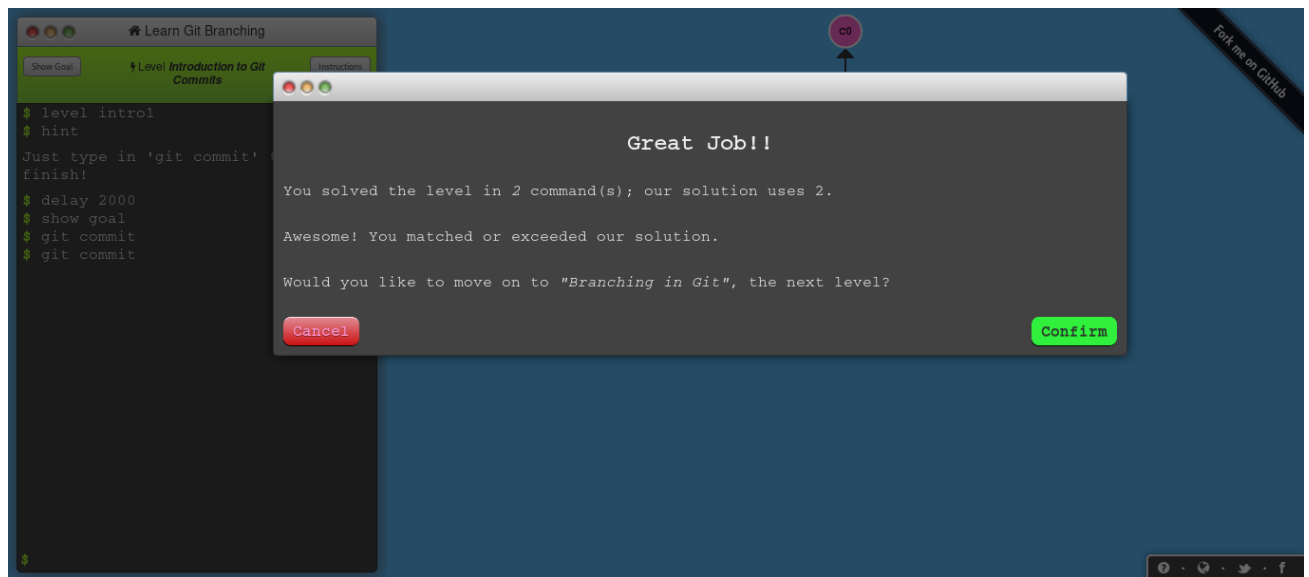 Learn Git Branching
Show Goal
Level Introduction to Git
Commits
Instructions
$ level intro1
$ hint
Just type in 'git commit'
finish!
$ delay 2000
$ show goal
$ git commit
$ git commit
$
C0
Fork me on GitHub
Great Job!!
You solved the level in 2 command(s); our solution uses 2.
Awesome! You matched or exceeded our solution.
Would you like to move on to "Branching in Git", the next level?
Cancel
Confirm